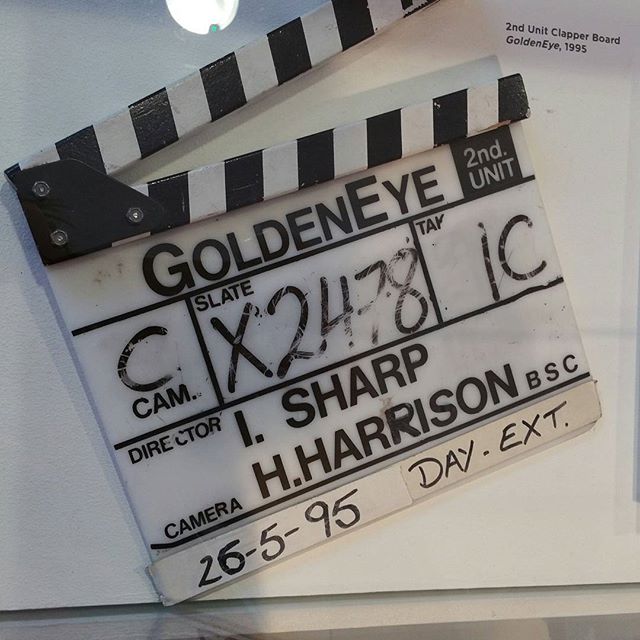 2nd Unit Clapper Board
GoldenEye, 1995
GOLDENEYE
2nd.
UNIT
SLATE
TAK
C
X2478
1C
CAM.
DIRECTOR
I. SHARP
H.HARRISON BSC
CAMERA
26-5-95
DAY-EXT.